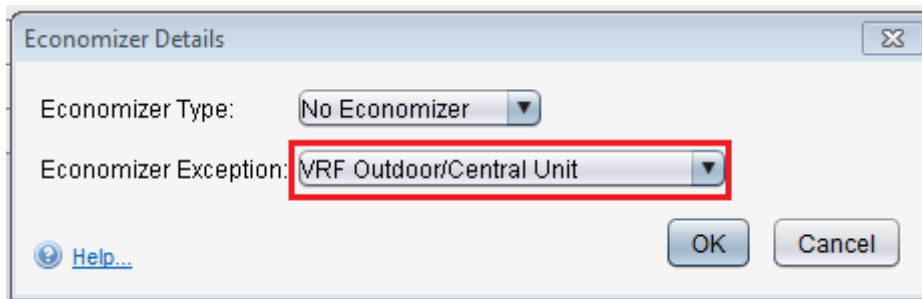 Economizer Details
Economizer Type: No Economizer
Economizer Exception: VRF Outdoor/Central Unit
Help...
OK Cancel